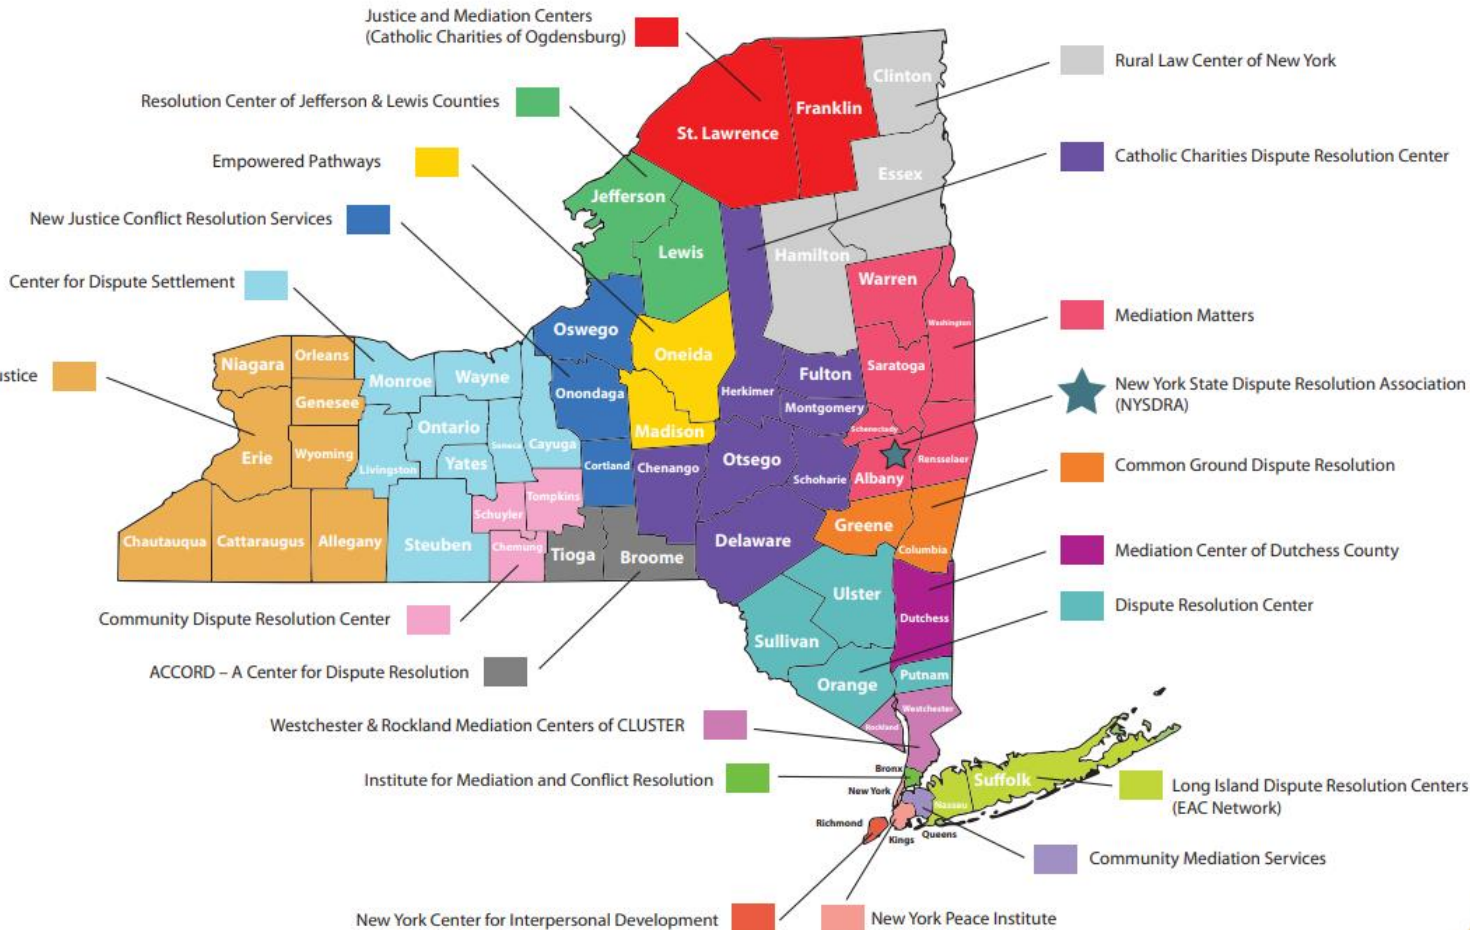 Justice and Mediation Centers
(Catholic Charities of Ogdensburg)
Rural Law Center of New York
Resolution Center of Jefferson & Lewis Counties
Catholic Charities Dispute Resolution Center
Empowered Pathways
New Justice Conflict Resolution Services
Center for Dispute Settlement
Mediation Matters
ustice
New York State Dispute Resolution Association
(NYSDRA)
Common Ground Dispute Resolution
Mediation Center of Dutchess County
Dispute Resolution Center
Community Dispute Resolution Center
ACCORD – A Center for Dispute Resolution
Westchester & Rockland Mediation Centers of CLUSTER
Institute for Mediation and Conflict Resolution
Long Island Dispute Resolution Centers
(EAC Network)
Community Mediation Services
New York Center for Interpersonal Development
New York Peace Institute
Clinton
Franklin
St. Lawrence
Essex
Jefferson
Lewis
Hamilton
Warren
Washington
Oswego
Oneida
Saratoga
Fulton
Herkimer
Montgomery
Niagara
Orleans
Monroe
Wayne
Genesee
Onondaga
Madison
Ontario
Seneca
Cayuga
Schenectady
Erie
Wyoming
Livingston
Yates
Cortland
Chenango
Otsego
Schoharie
Albany
Rensselaer
Tompkins
Schuyler
Chautauqua
Cattaraugus
Allegany
Steuben
Chemung
Tioga
Broome
Delaware
Greene
Columbia
Ulster
Sullivan
Dutchess
Orange
Putnam
Rockland
Westchester
Bronx
New York
Suffolk
Nassau
Richmond
Kings
Queens